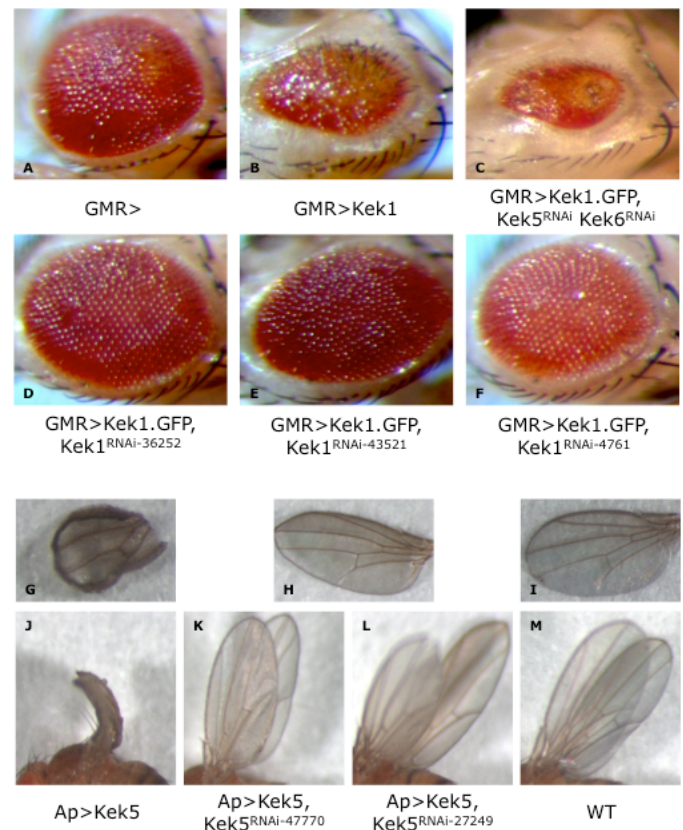 A
B
C
GMR>
GMR>Kek1
GMR>Kek1.GFP,
Kek5RNAi Kek6RNAi
D
E
F
GMR>Kek1.GFP,
Kek1RNAi-36252
GMR>Kek1.GFP,
Kek1RNAi-43521
GMR>Kek1.GFP,
Kek1RNAi-4761
G
H
I
J
K
L
M
Ap>Kek5
Ap>Kek5,
Kek5RNAi-47770
Ap>Kek5,
Kek5RNAi-27249
WT